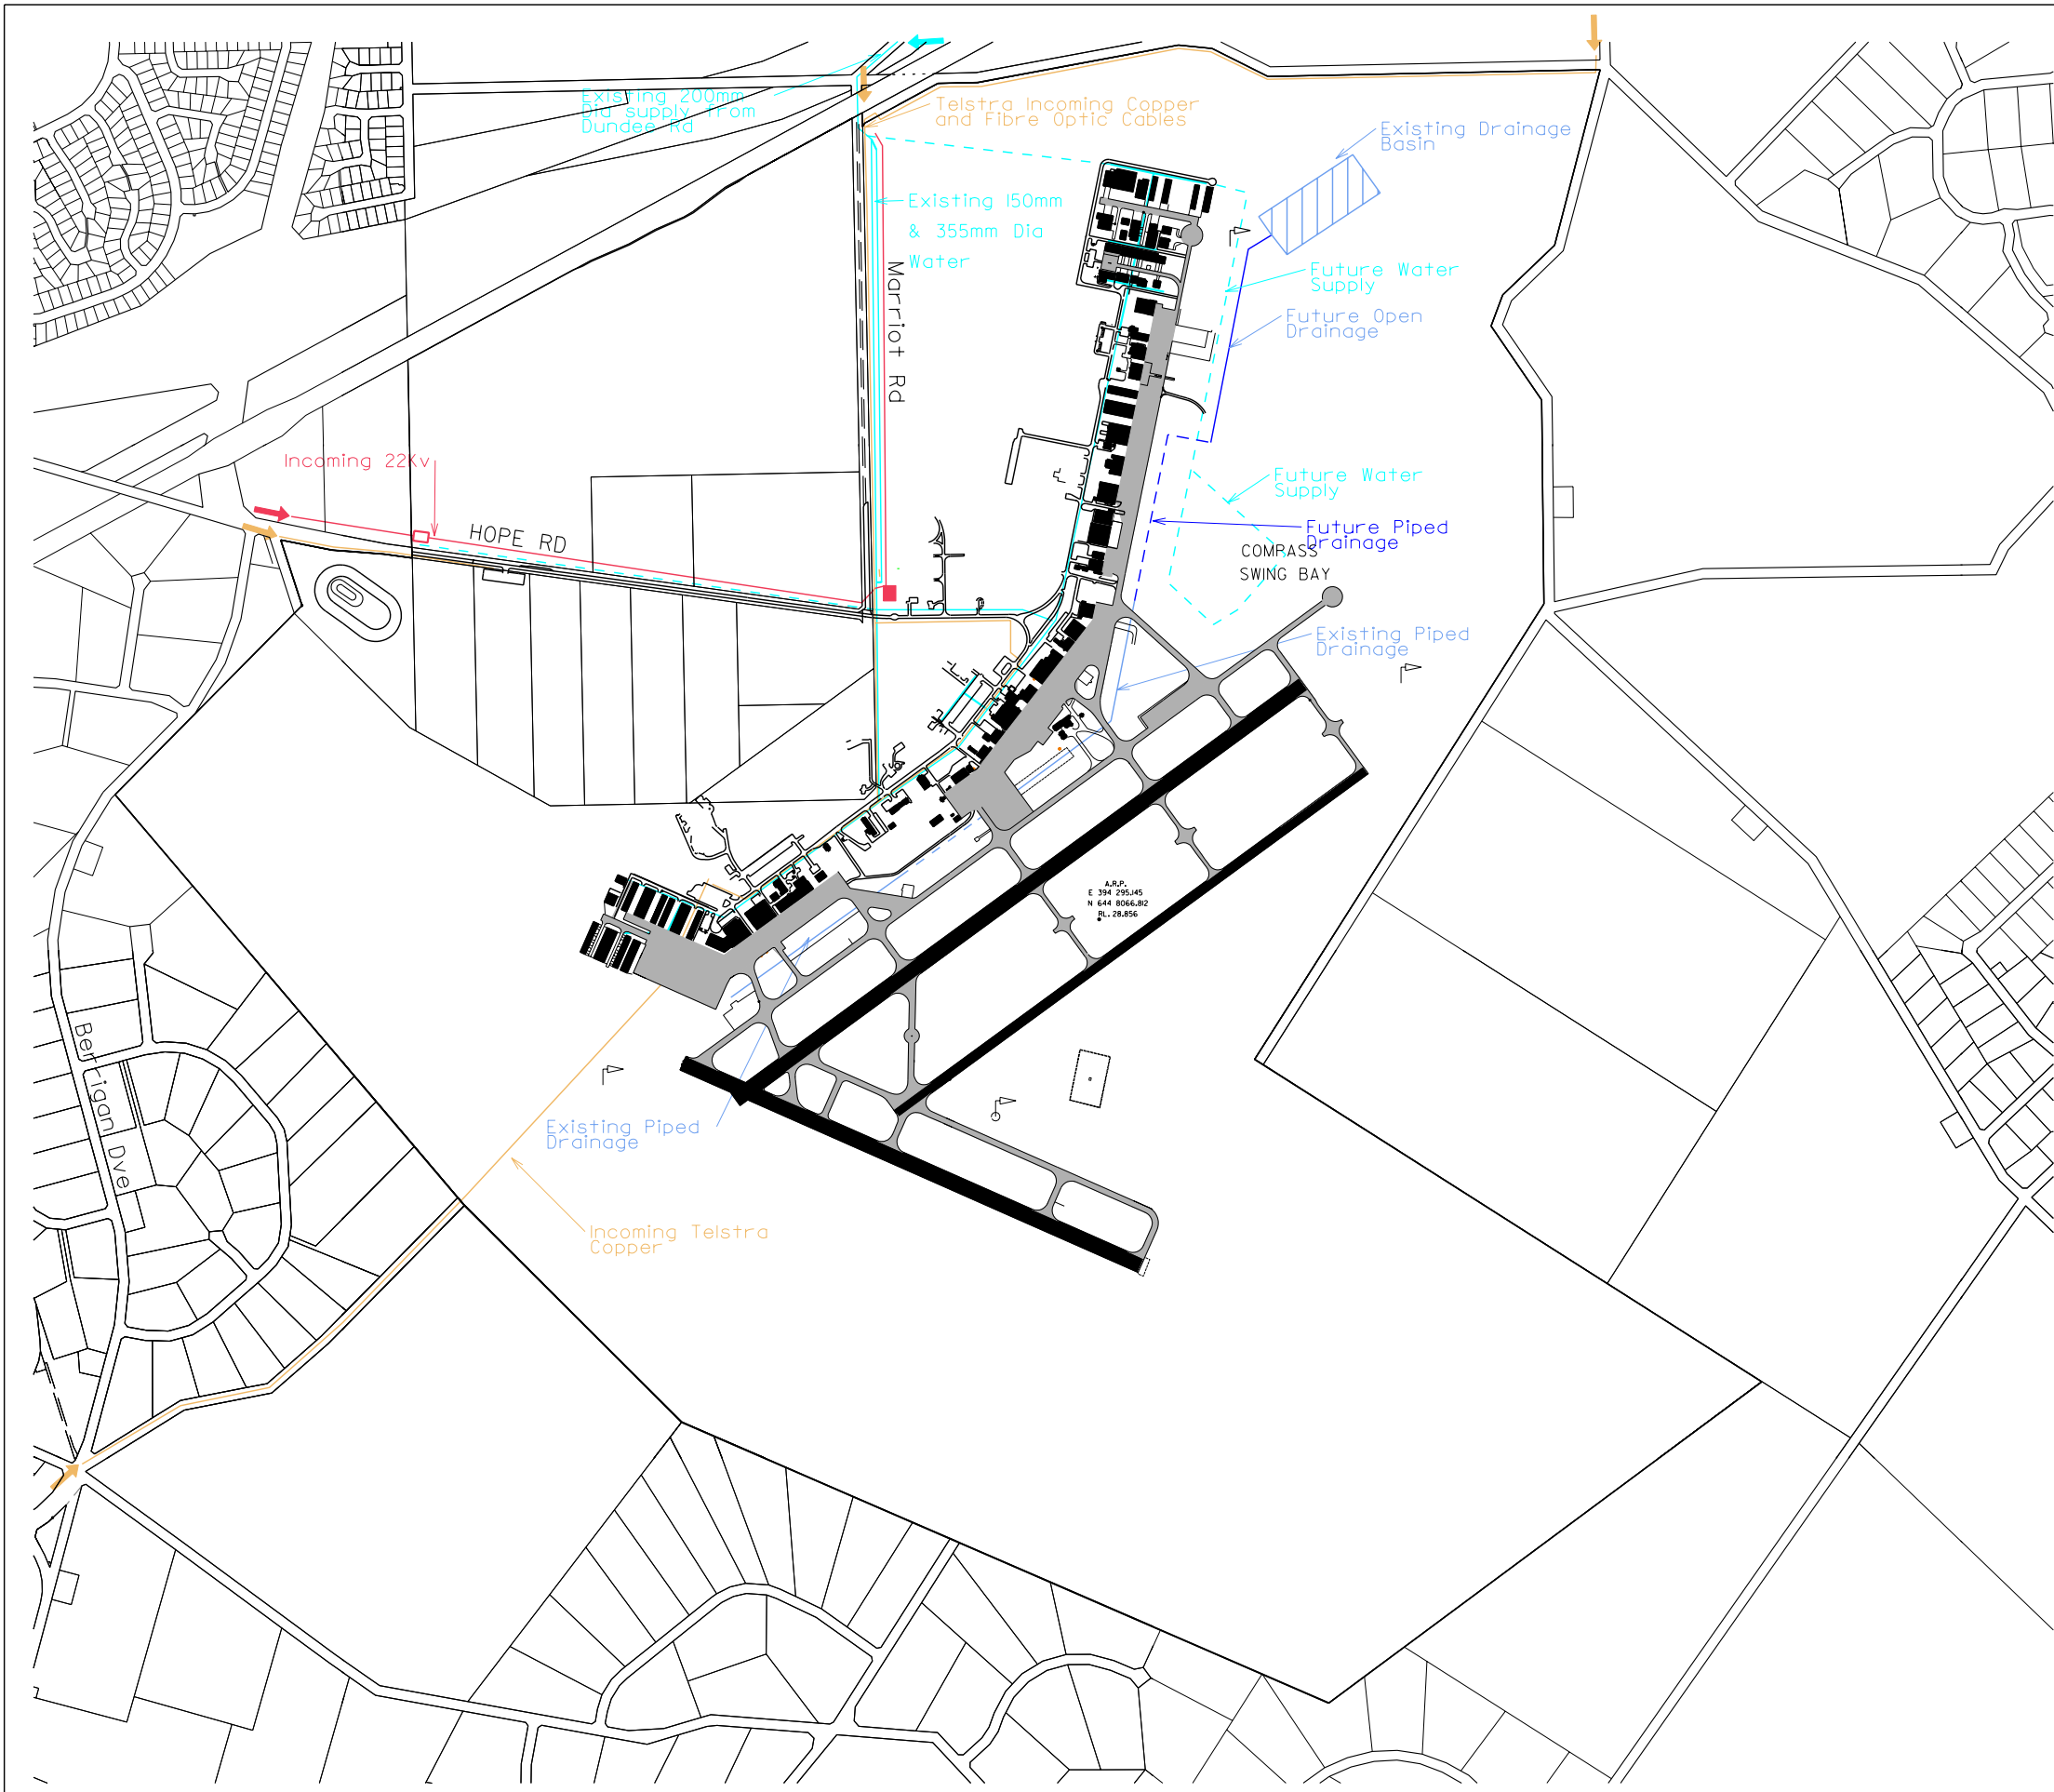 Existing 200mm
Dia supply from
Dundee Rd
Telstra Incoming Copper
and Fibre Optic Cables
Existing Drainage
Basin
Existing 150mm
& 355mm Dia
Water
Marriot Rd
Future Water
Supply
Future Open
Drainage
Incoming 22Kv
HOPE RD
Future Water
Supply
Future Piped
Drainage
COMPASS
SWING BAY
Existing Piped
Drainage
A.R.P.
E 394 295.145
N 644 8066.812
RL. 28.856
Berrigan Dve
Existing Piped
Drainage
Incoming Telstra
Copper